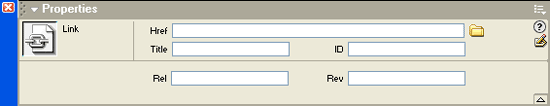 Properties
Link Href
Title ID
Rel Rev